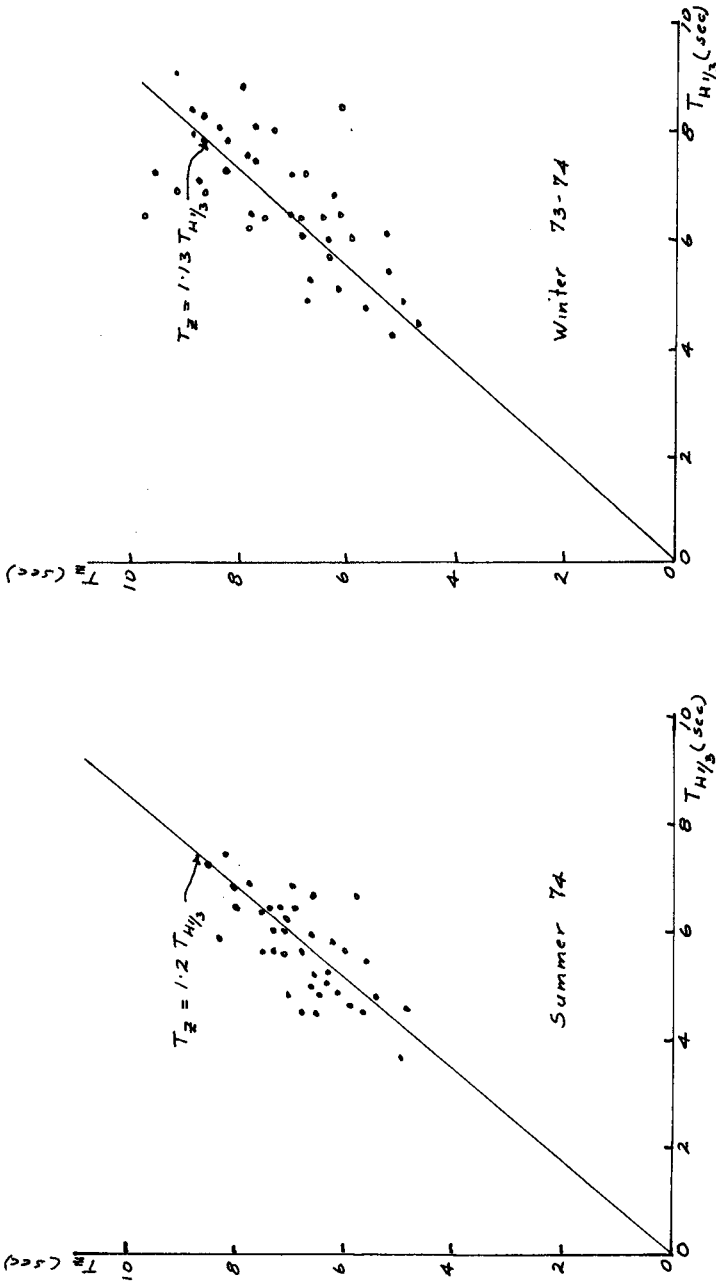 T_z
(sec)
10
8
6
4
2
0
T_z = 1.2 T_H1/3
Summer 74
0
2
4
6
8
10
T_H1/3 (sec)
T_z
(sec)
10
8
6
4
2
0
T_z = 1.13 T_H1/3
Winter 73-74
0
2
4
6
8
10
T_H1/3 (sec)